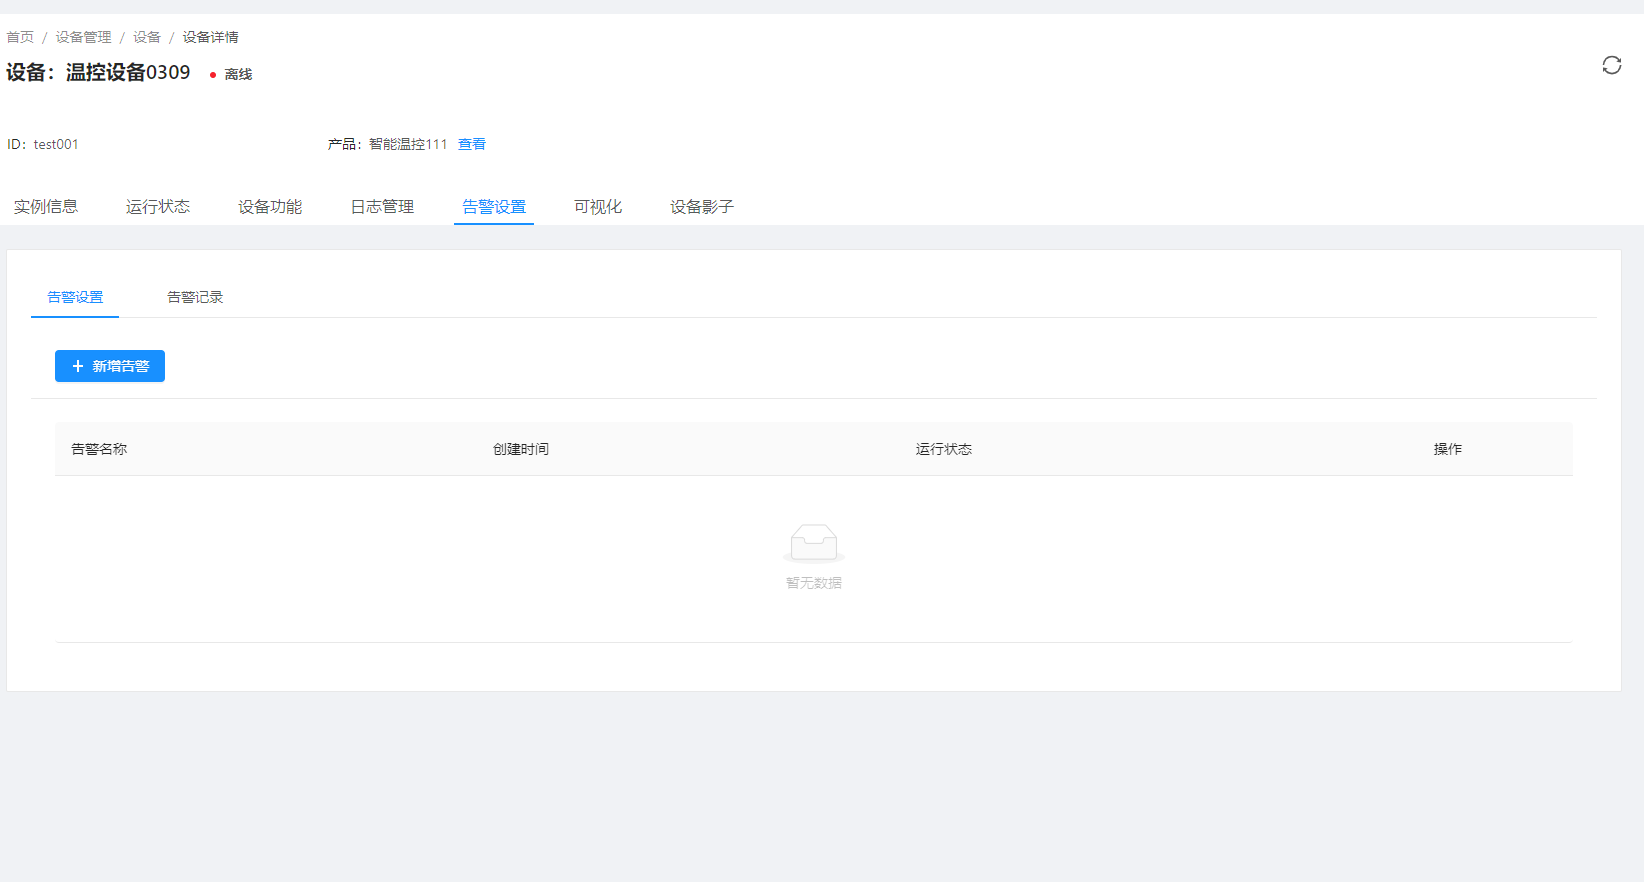 首页 / 设备管理 / 设备 / 设备详情
设备：温控设备0309 离线
ID：test001 产品：智能温控111 查看
实例信息 运行状态 设备功能 日志管理 告警设置 可视化 设备影子
告警设置 告警记录
+ 新增告警
告警名称 创建时间 运行状态 操作
暂无数据